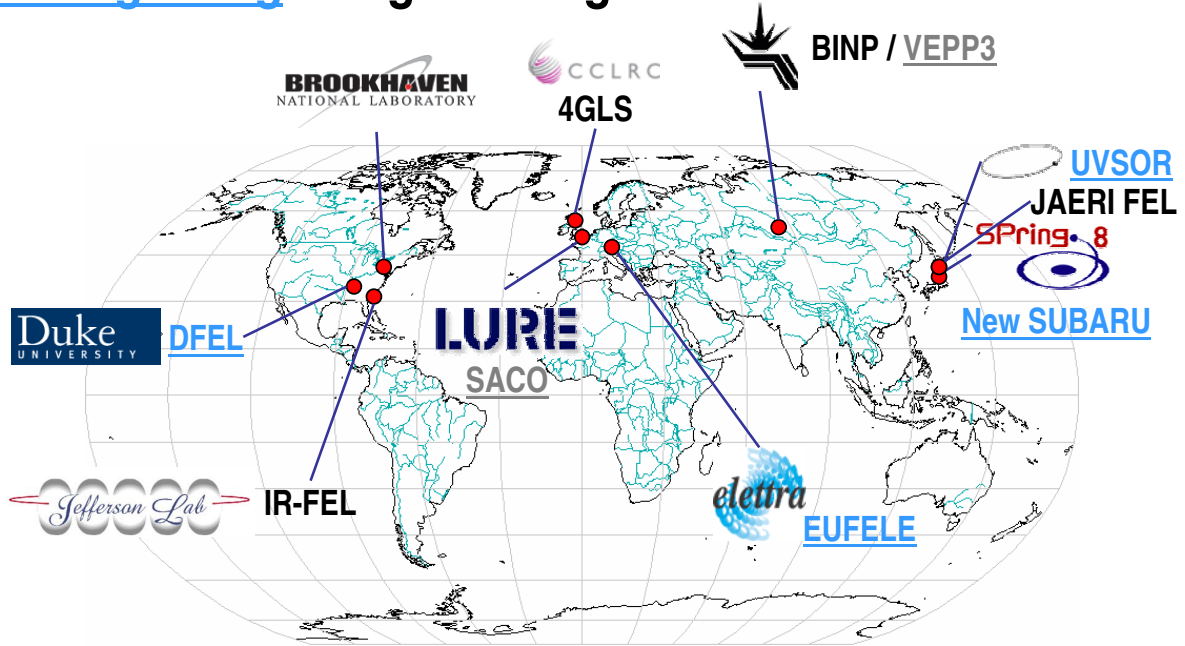 BINP / VEPP3
BROOKHAVEN
NATIONAL LABORATORY
CCLRC
4GLS
UVSOR
JAERI FEL
SPring-8
New SUBARU
Duke
UNIVERSITY
DFEL
LURE
SACO
Jefferson Lab
IR-FEL
elettra
EUFELE